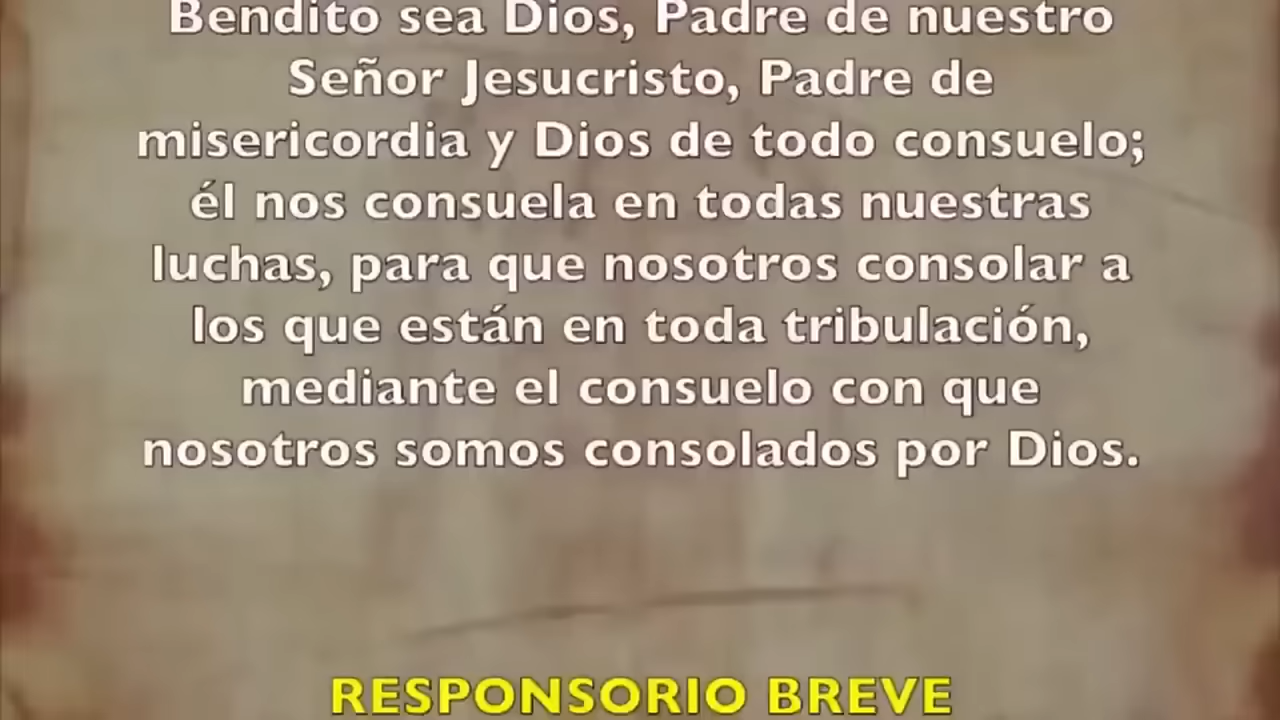 Bendito sea Dios, Padre de nuestro
Señor Jesucristo, Padre de
misericordia y Dios de todo consuelo;
él nos consuela en todas nuestras
luchas, para que nosotros consolar a
los que están en toda tribulación,
mediante el consuelo con que
nosotros somos consolados por Dios.
RESPONSORIO BREVE